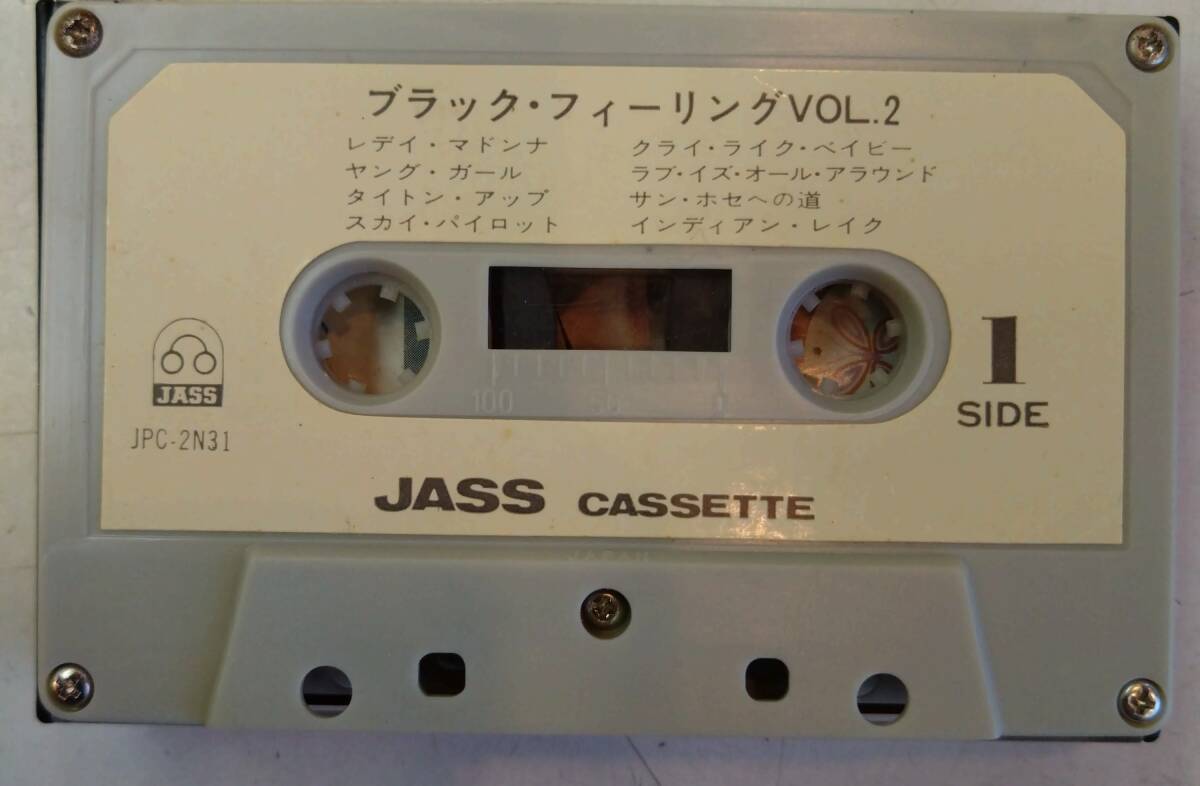 ブラック・フィーリングVOL.2
レデイ・マドンナ
ヤング・ガール
タイトン・アップ
スカイ・パイロット
クライ・ライク・ベイビー
ラブ・イズ・オール・アラウンド
サン・ホセへの道
インディアン・レイク
JASS
JPC-2N31
100 50
1
SIDE
JASS CASSETTE
JAPAN